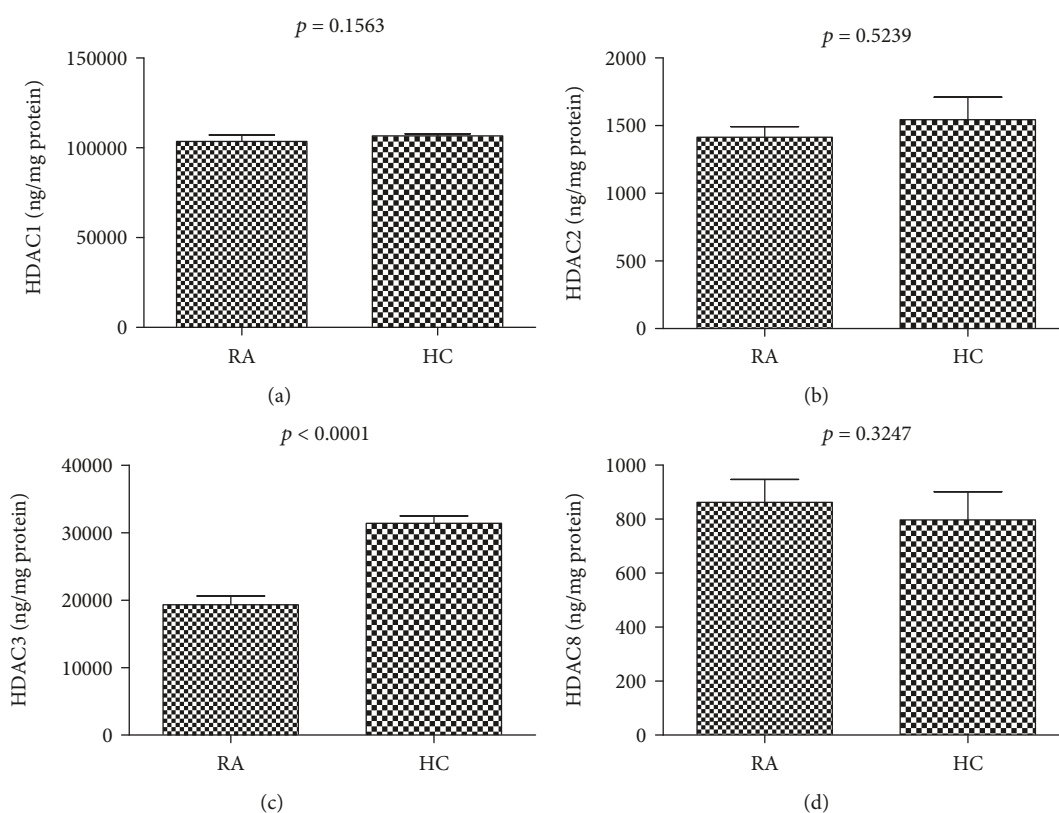 p = 0.1563
150000
100000
50000
0
HDAC1 (ng/mg protein)
RA HC
(a)
p = 0.5239
2000
1500
1000
500
0
HDAC2 (ng/mg protein)
RA HC
(b)
p < 0.0001
40000
30000
20000
10000
0
HDAC3 (ng/mg protein)
RA HC
(c)
p = 0.3247
1000
800
600
400
200
0
HDAC8 (ng/mg protein)
RA HC
(d)